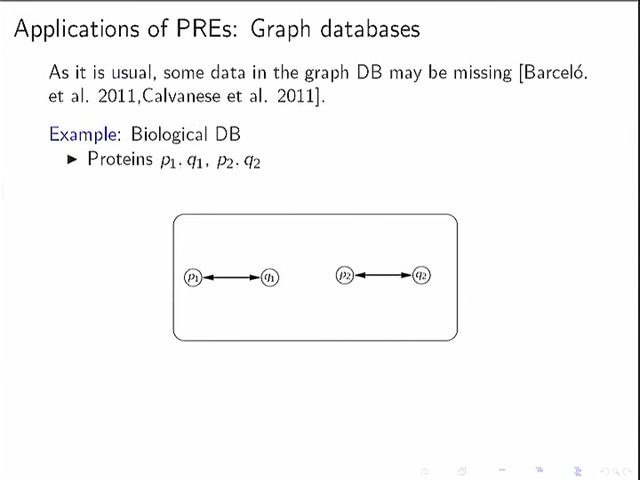 Applications of PREs: Graph databases
As it is usual, some data in the graph DB may be missing [Barceló.
et al. 2011,Calvanese et al. 2011].
Example: Biological DB
► Proteins p₁, q₁, p₂, q₂
p₁ q₁ p₂ q₂